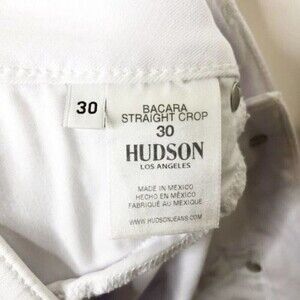 30
BACARA
STRAIGHT CROP
30
HUDSON
LOS ANGELES
MADE IN MEXICO
HECHO EN MÉXICO
FABRIQUÉ AU MEXIQUE
WWW.HUDSONJEANS.COM